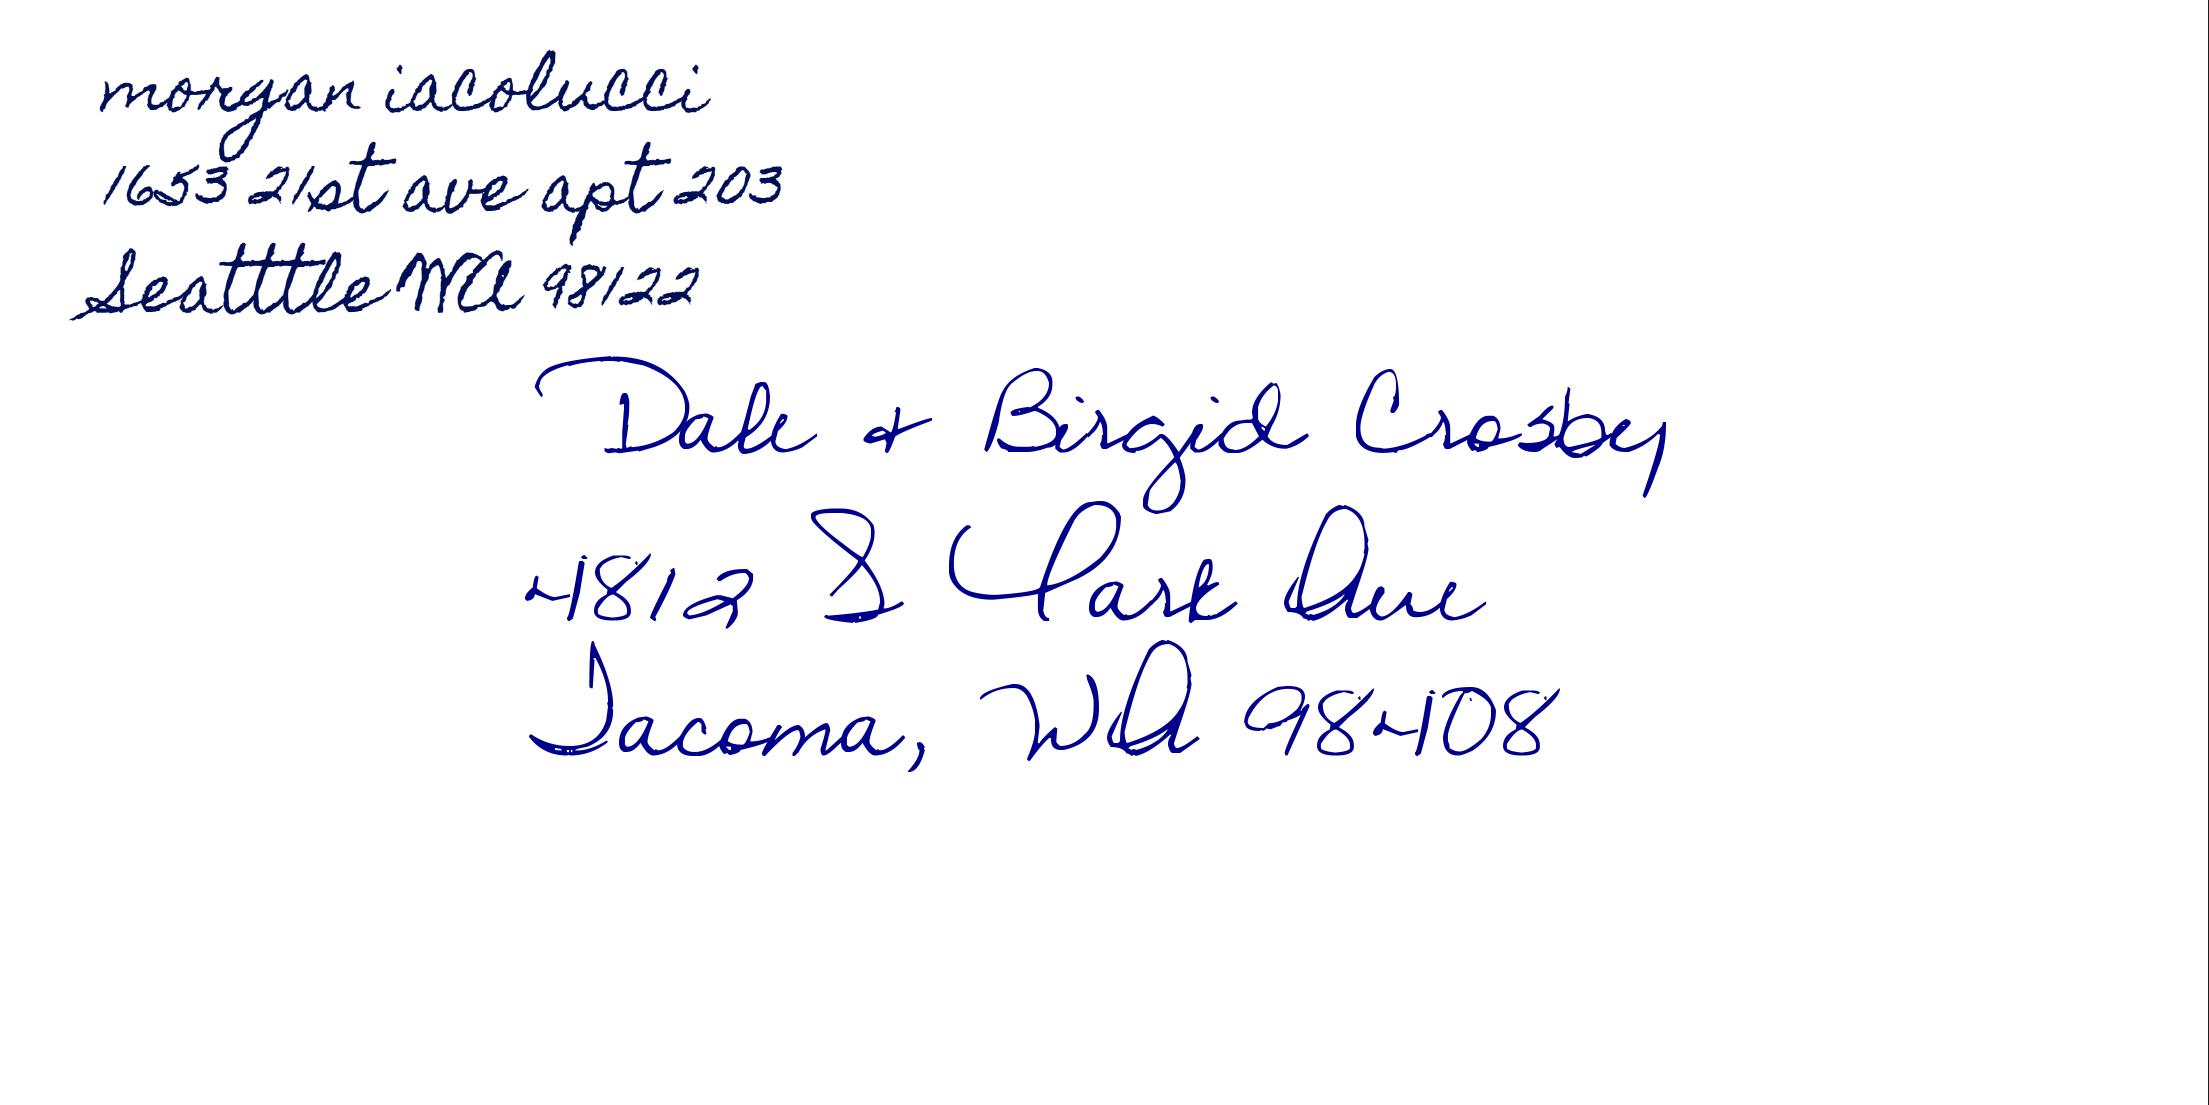 morgan iacolucci
1653 21st ave apt 203
Seatttle WA 98122
Dale & Birgid Crosby
4812 S Park Ave
Tacoma, WA 98408